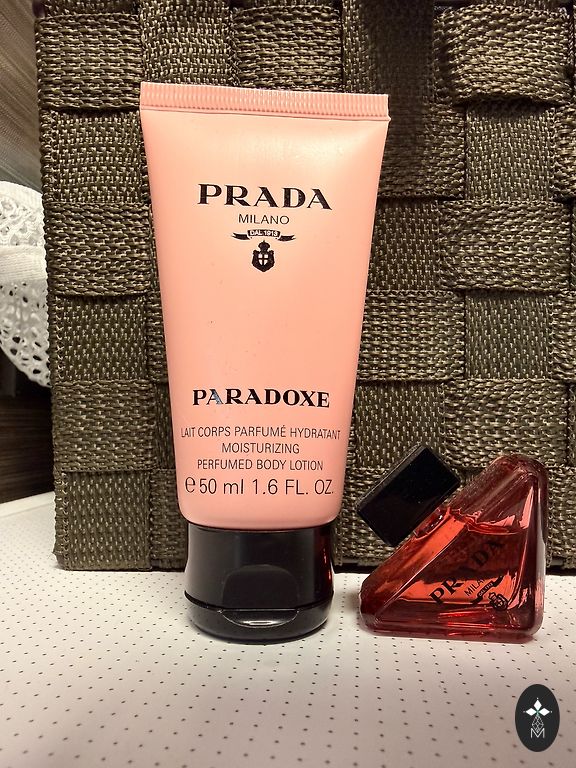 PRADA
MILANO
DAL 1913
PARADOXE
LAIT CORPS PARFUMÉ HYDRATANT
MOISTURIZING
PERFUMED BODY LOTION
℮ 50 ml 1.6 FL. OZ.
PRADA
MILANO
M